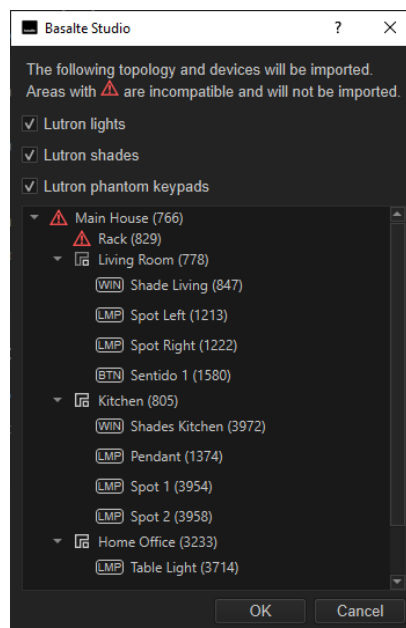 Basalte Studio ? ×
The following topology and devices will be imported.
Areas with ⚠ are incompatible and will not be imported.
Lutron lights
Lutron shades
Lutron phantom keypads
Main House (766)
Rack (829)
Living Room (778)
WIN Shade Living (847)
LMP Spot Left (1213)
LMP Spot Right (1222)
BTN Sentido 1 (1580)
Kitchen (805)
WIN Shades Kitchen (3972)
LMP Pendant (1374)
LMP Spot 1 (3954)
LMP Spot 2 (3958)
Home Office (3233)
LMP Table Light (3714)
OK Cancel